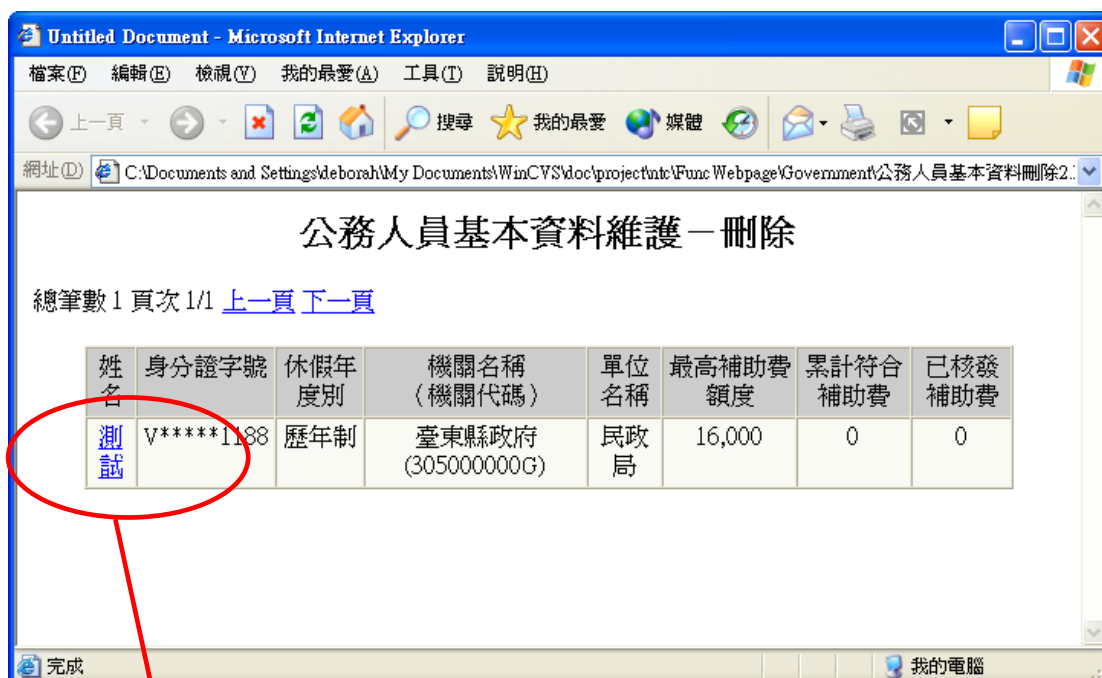 Untitled Document - Microsoft Internet Explorer
檔案(F) 編輯(E) 檢視(V) 我的最愛(A) 工具(T) 說明(H)
上一頁 搜尋 我的最愛 媒體
網址(D) C:\Documents and Settings\deborah\My Documents\WinCVS\doc\project\ntc\Func Webpage\Government\公務人員基本資料刪除2.
公務人員基本資料維護－刪除
總筆數 1 頁次 1/1 上一頁 下一頁
姓名 身分證字號 休假年度別 機關名稱（機關代碼） 單位名稱 最高補助費額度 累計符合補助費 已核發補助費
測試 V*****1188 歷年制 臺東縣政府(305000000G) 民政局 16,000 0 0
完成 我的電腦